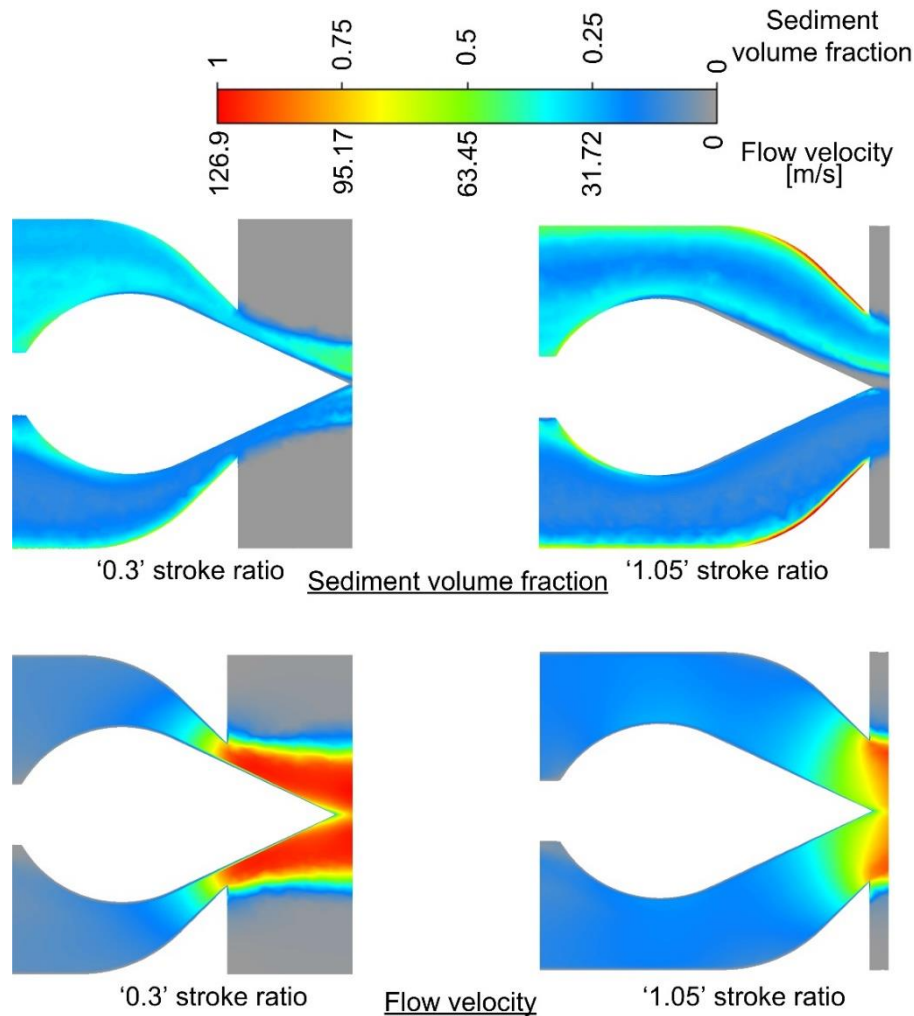 Sediment
volume fraction
1
0.75
0.5
0.25
0
126.9
95.17
63.45
31.72
0
Flow velocity
[m/s]
‘0.3’ stroke ratio
‘1.05’ stroke ratio
Sediment volume fraction
‘0.3’ stroke ratio
‘1.05’ stroke ratio
Flow velocity